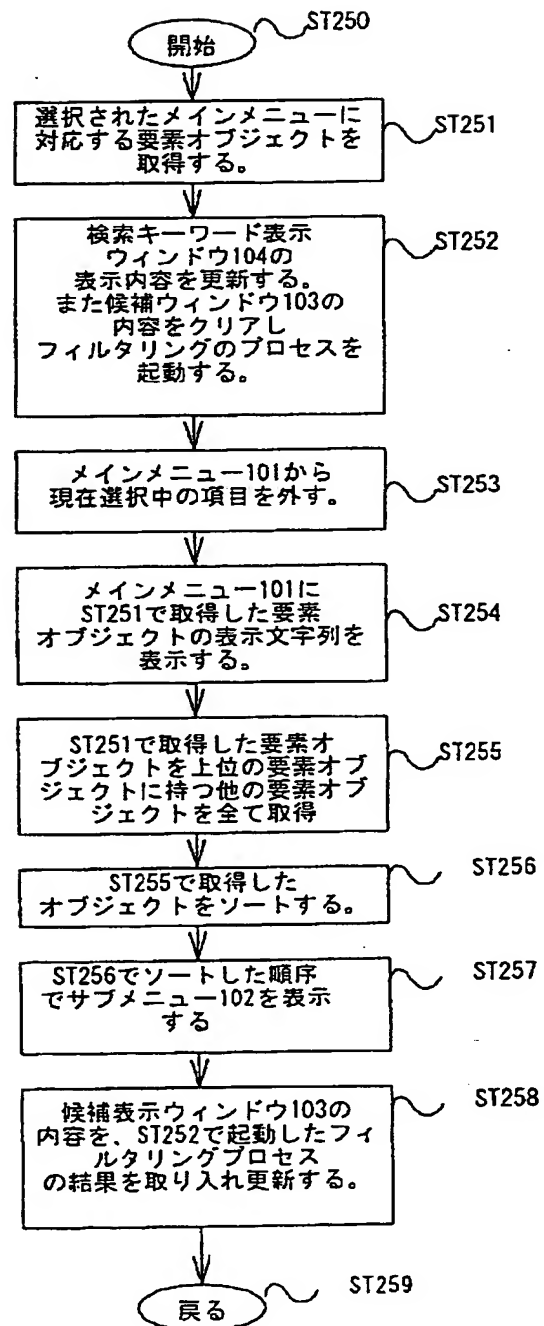 開始
ST250
選択されたメインメニューに
対応する要素オブジェクトを
取得する。
ST251
検索キーワード表示
ウィンドウ104の
表示内容を更新する。
また候補ウィンドウ103の
内容をクリアし
フィルタリングのプロセスを
起動する。
ST252
メインメニュー101から
現在選択中の項目を外す。
ST253
メインメニュー101に
ST251で取得した要素
オブジェクトの表示文字列を
表示する。
ST254
ST251で取得した要素オ
ブジェクトを上位の要素オブ
ジェクトに持つ他の要素オブ
ジェクトを全て取得
ST255
ST255で取得した
オブジェクトをソートする。
ST256
ST256でソートした順序
でサブメニュー102を表示
する
ST257
候補表示ウィンドウ103の
内容を、ST252で起動したフィ
ルタリングプロセス
の結果を取り入れ更新する。
ST258
戻る
ST259